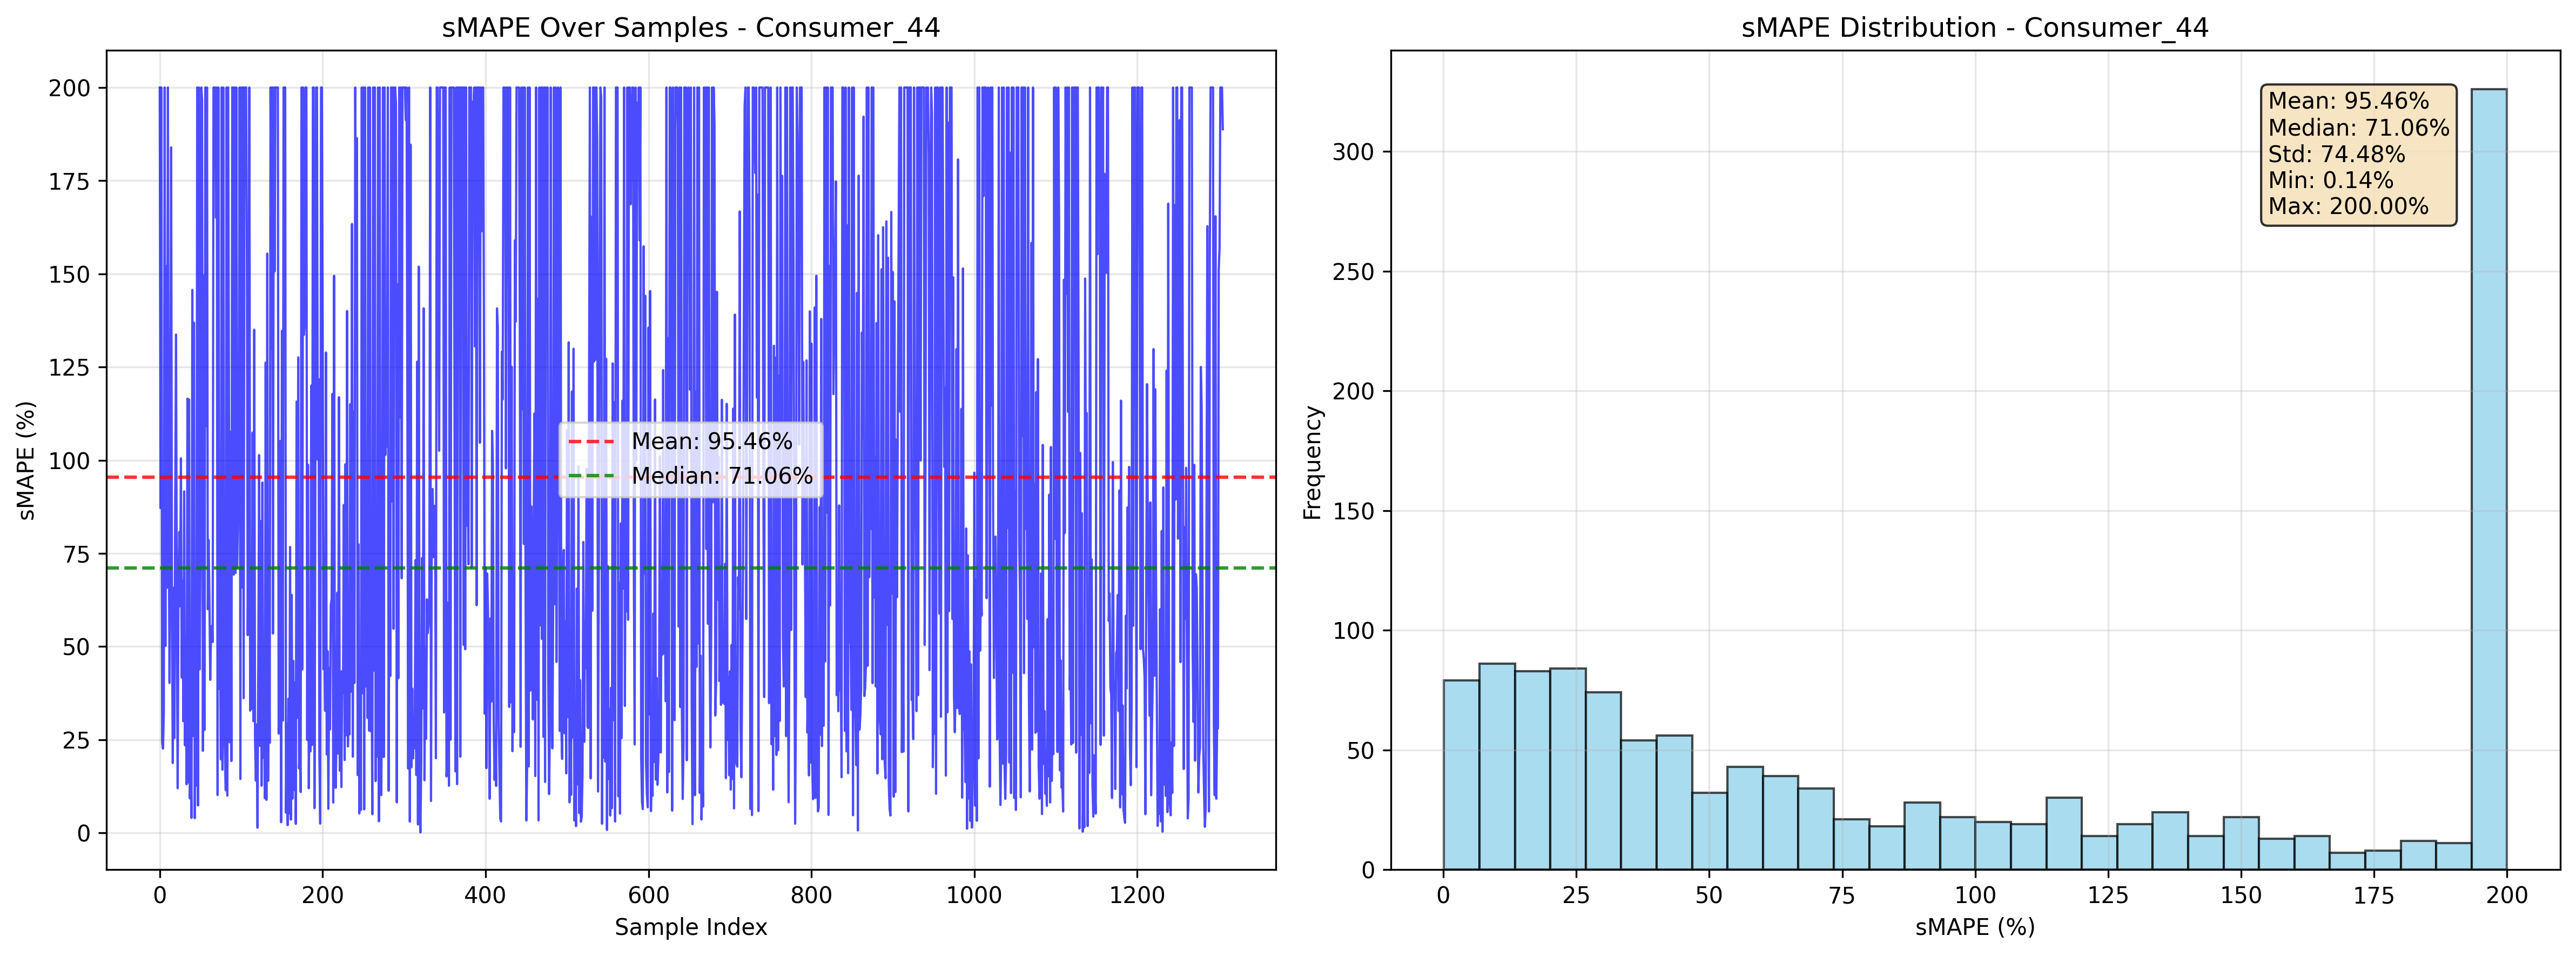 sMAPE Over Samples - Consumer_44
sMAPE (%)
200
175
150
125
100
75
50
25
0
Mean: 95.46%
Median: 71.06%
0
200
400
600
800
1000
1200
Sample Index
sMAPE Distribution - Consumer_44
Frequency
300
250
200
150
100
50
0
Mean: 95.46%
Median: 71.06%
Std: 74.48%
Min: 0.14%
Max: 200.00%
0
25
50
75
100
125
150
175
200
sMAPE (%)